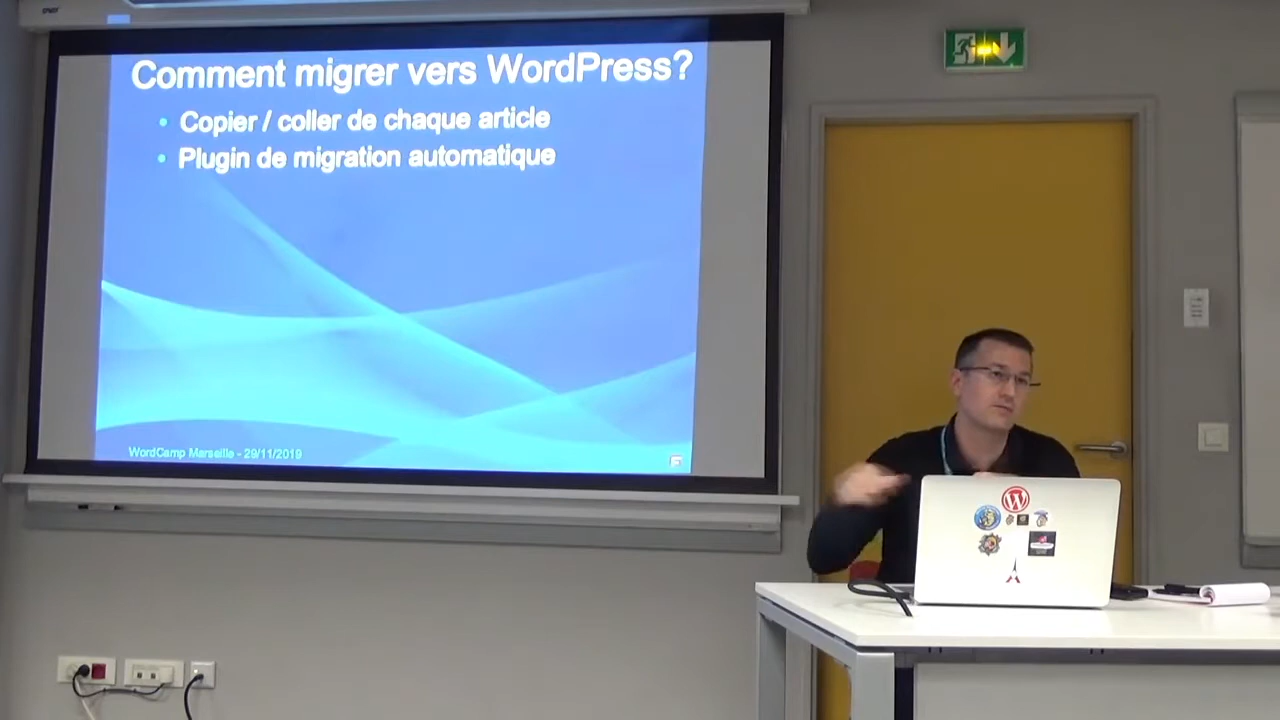 Comment migrer vers WordPress?
• Copier / coller de chaque article
• Plugin de migration automatique
WordCamp Marseille - 29/11/2019